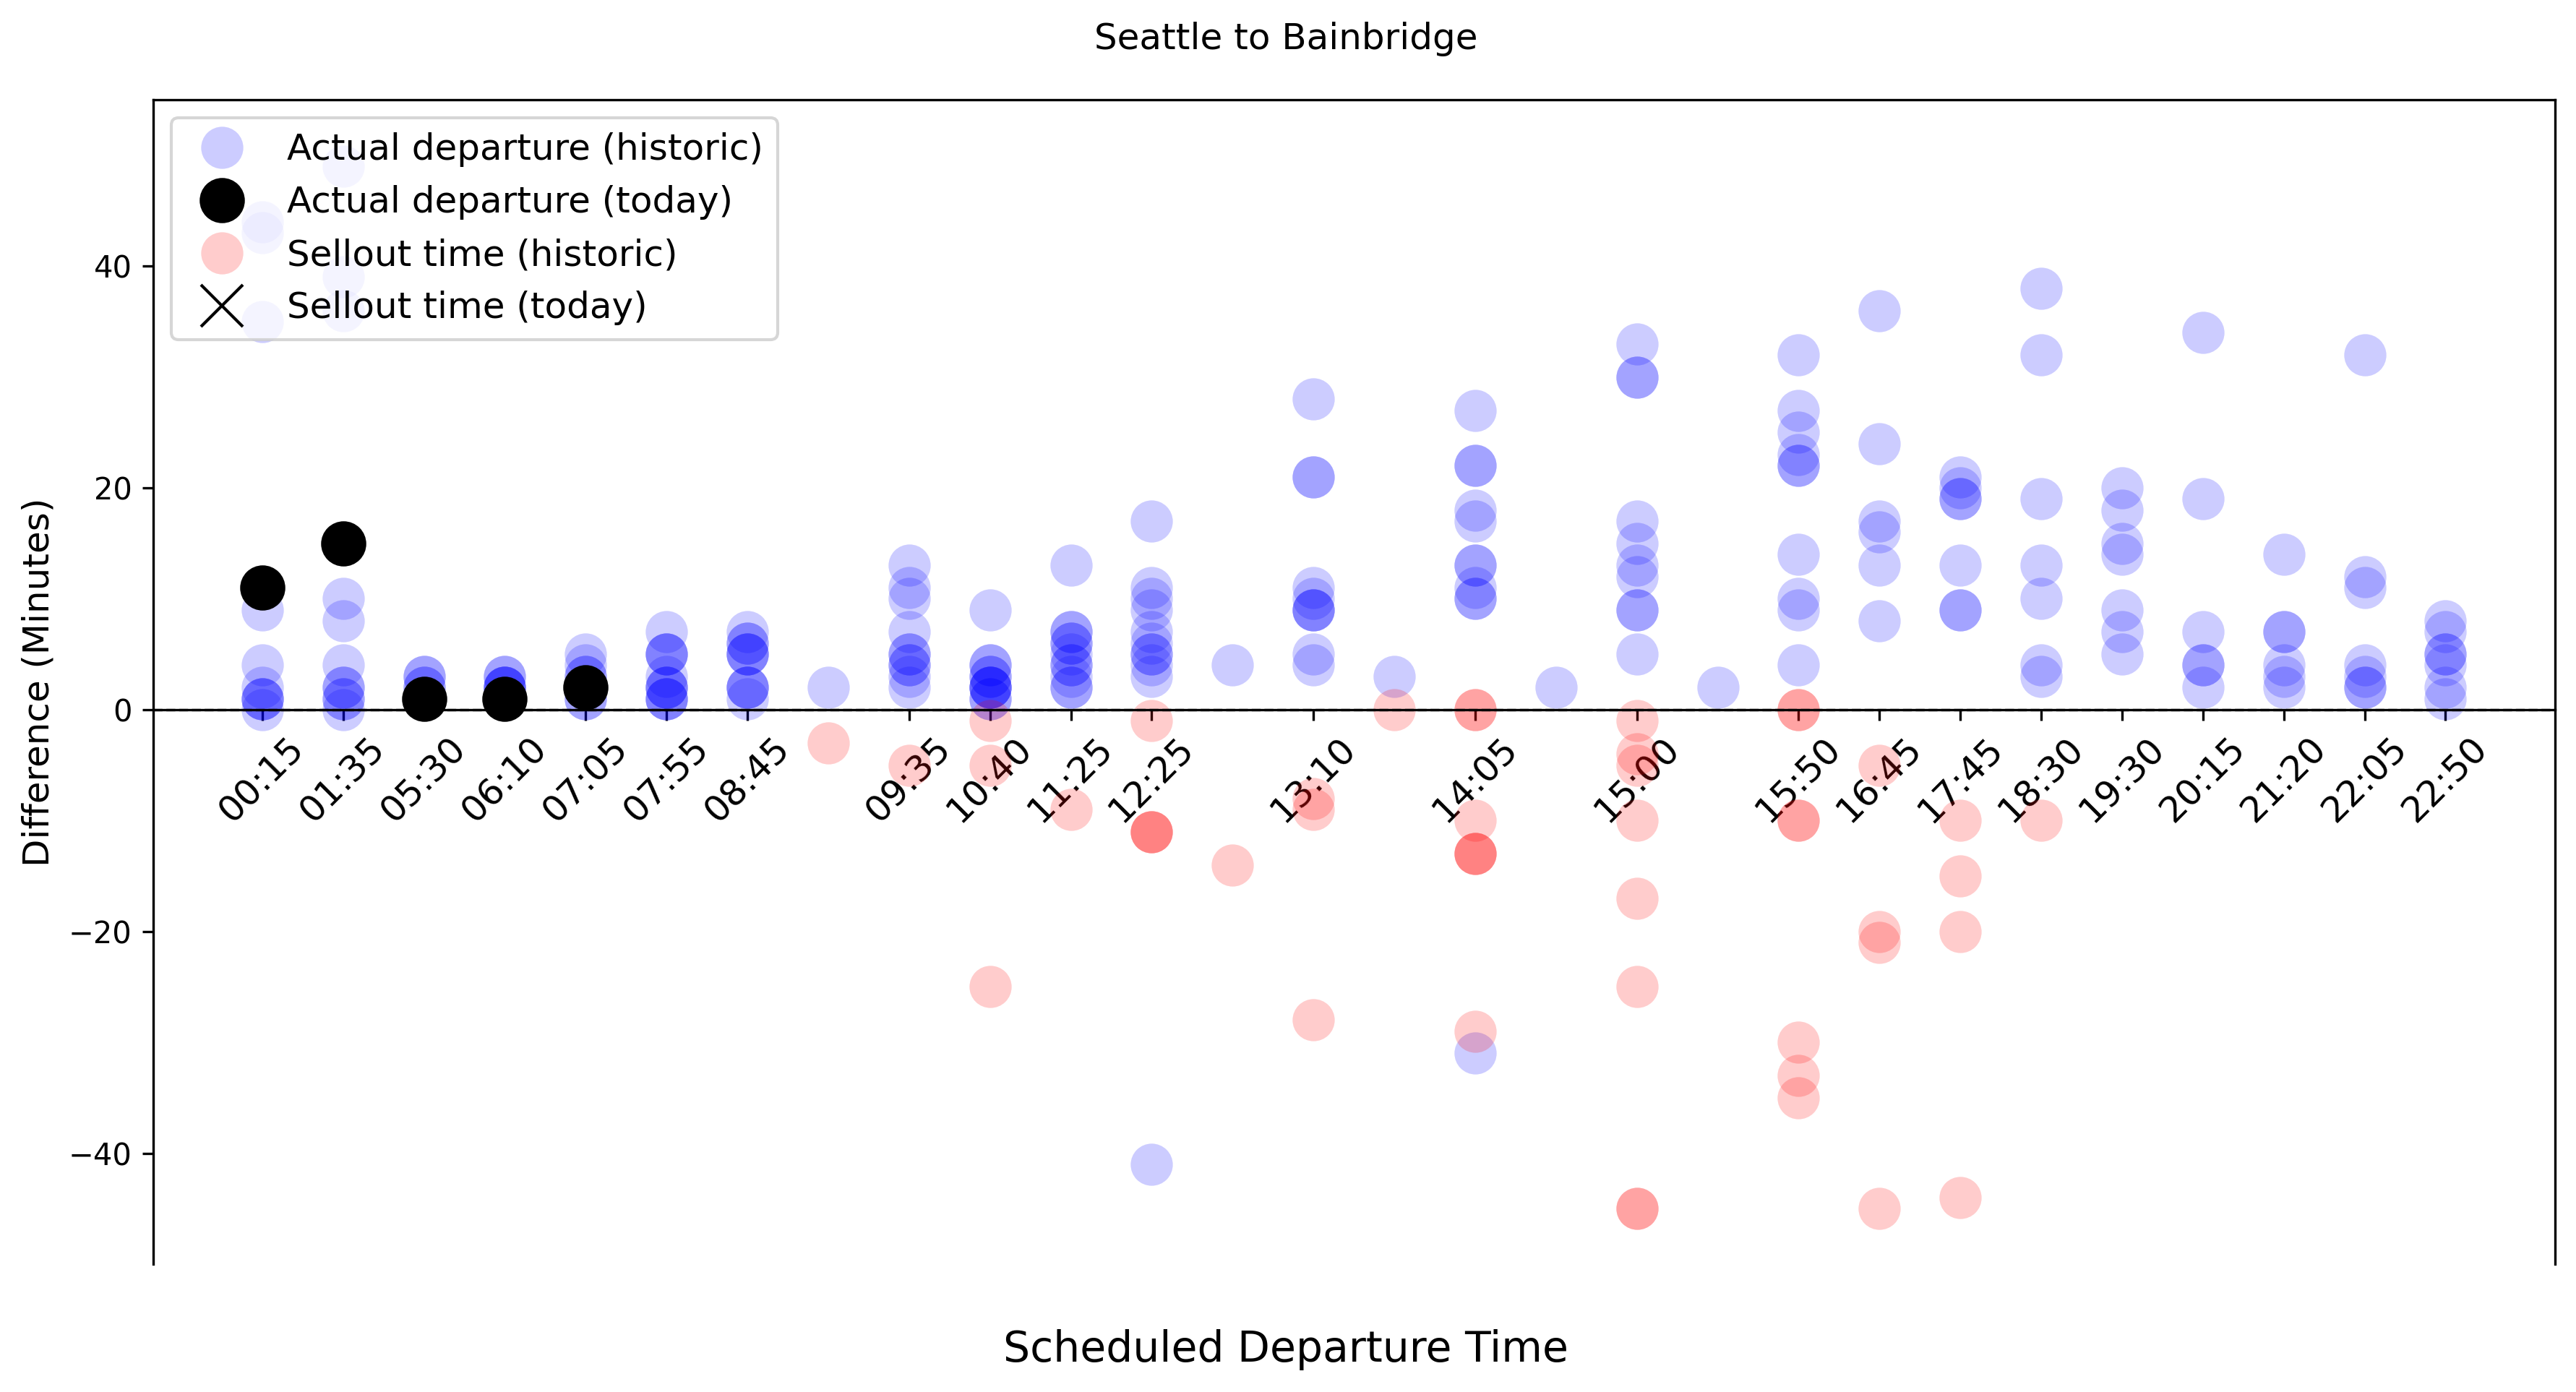 Seattle to Bainbridge
Actual departure (historic)
Actual departure (today)
Sellout time (historic)
Sellout time (today)
Difference (Minutes)
40
20
0
−20
−40
00:15 01:35 05:30 06:10 07:05 07:55 08:45 09:35 10:40 11:25 12:25 13:10 14:05 15:00 15:50 16:45 17:45 18:30 19:30 20:15 21:20 22:05 22:50
Scheduled Departure Time